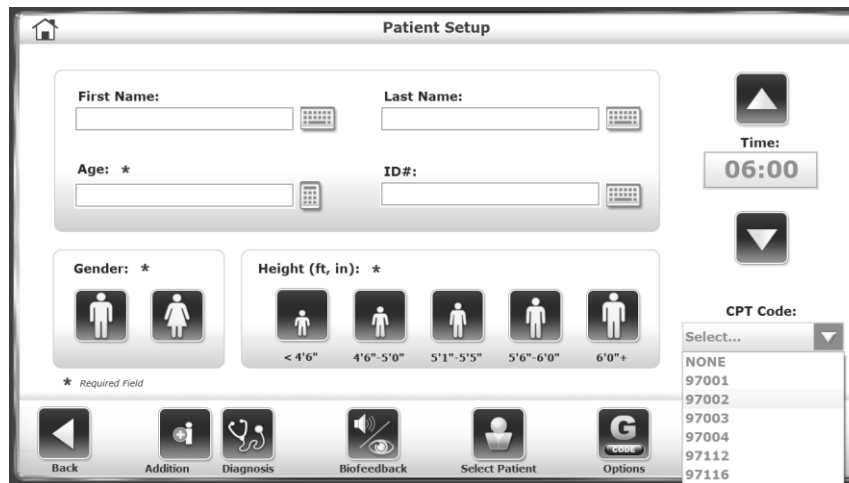 Patient Setup
First Name:
Last Name:
Time:
06:00
Age: *
ID#:
Gender: *
Height (ft, in): *
< 4'6"
4'6"-5'0"
5'1"-5'5"
5'6"-6'0"
6'0"+
* Required Field
CPT Code:
Select...
NONE
97001
97002
97003
97004
97112
97116
Back
i
Addition
Diagnosis
Biofeedback
Select Patient
G
CODE
Options